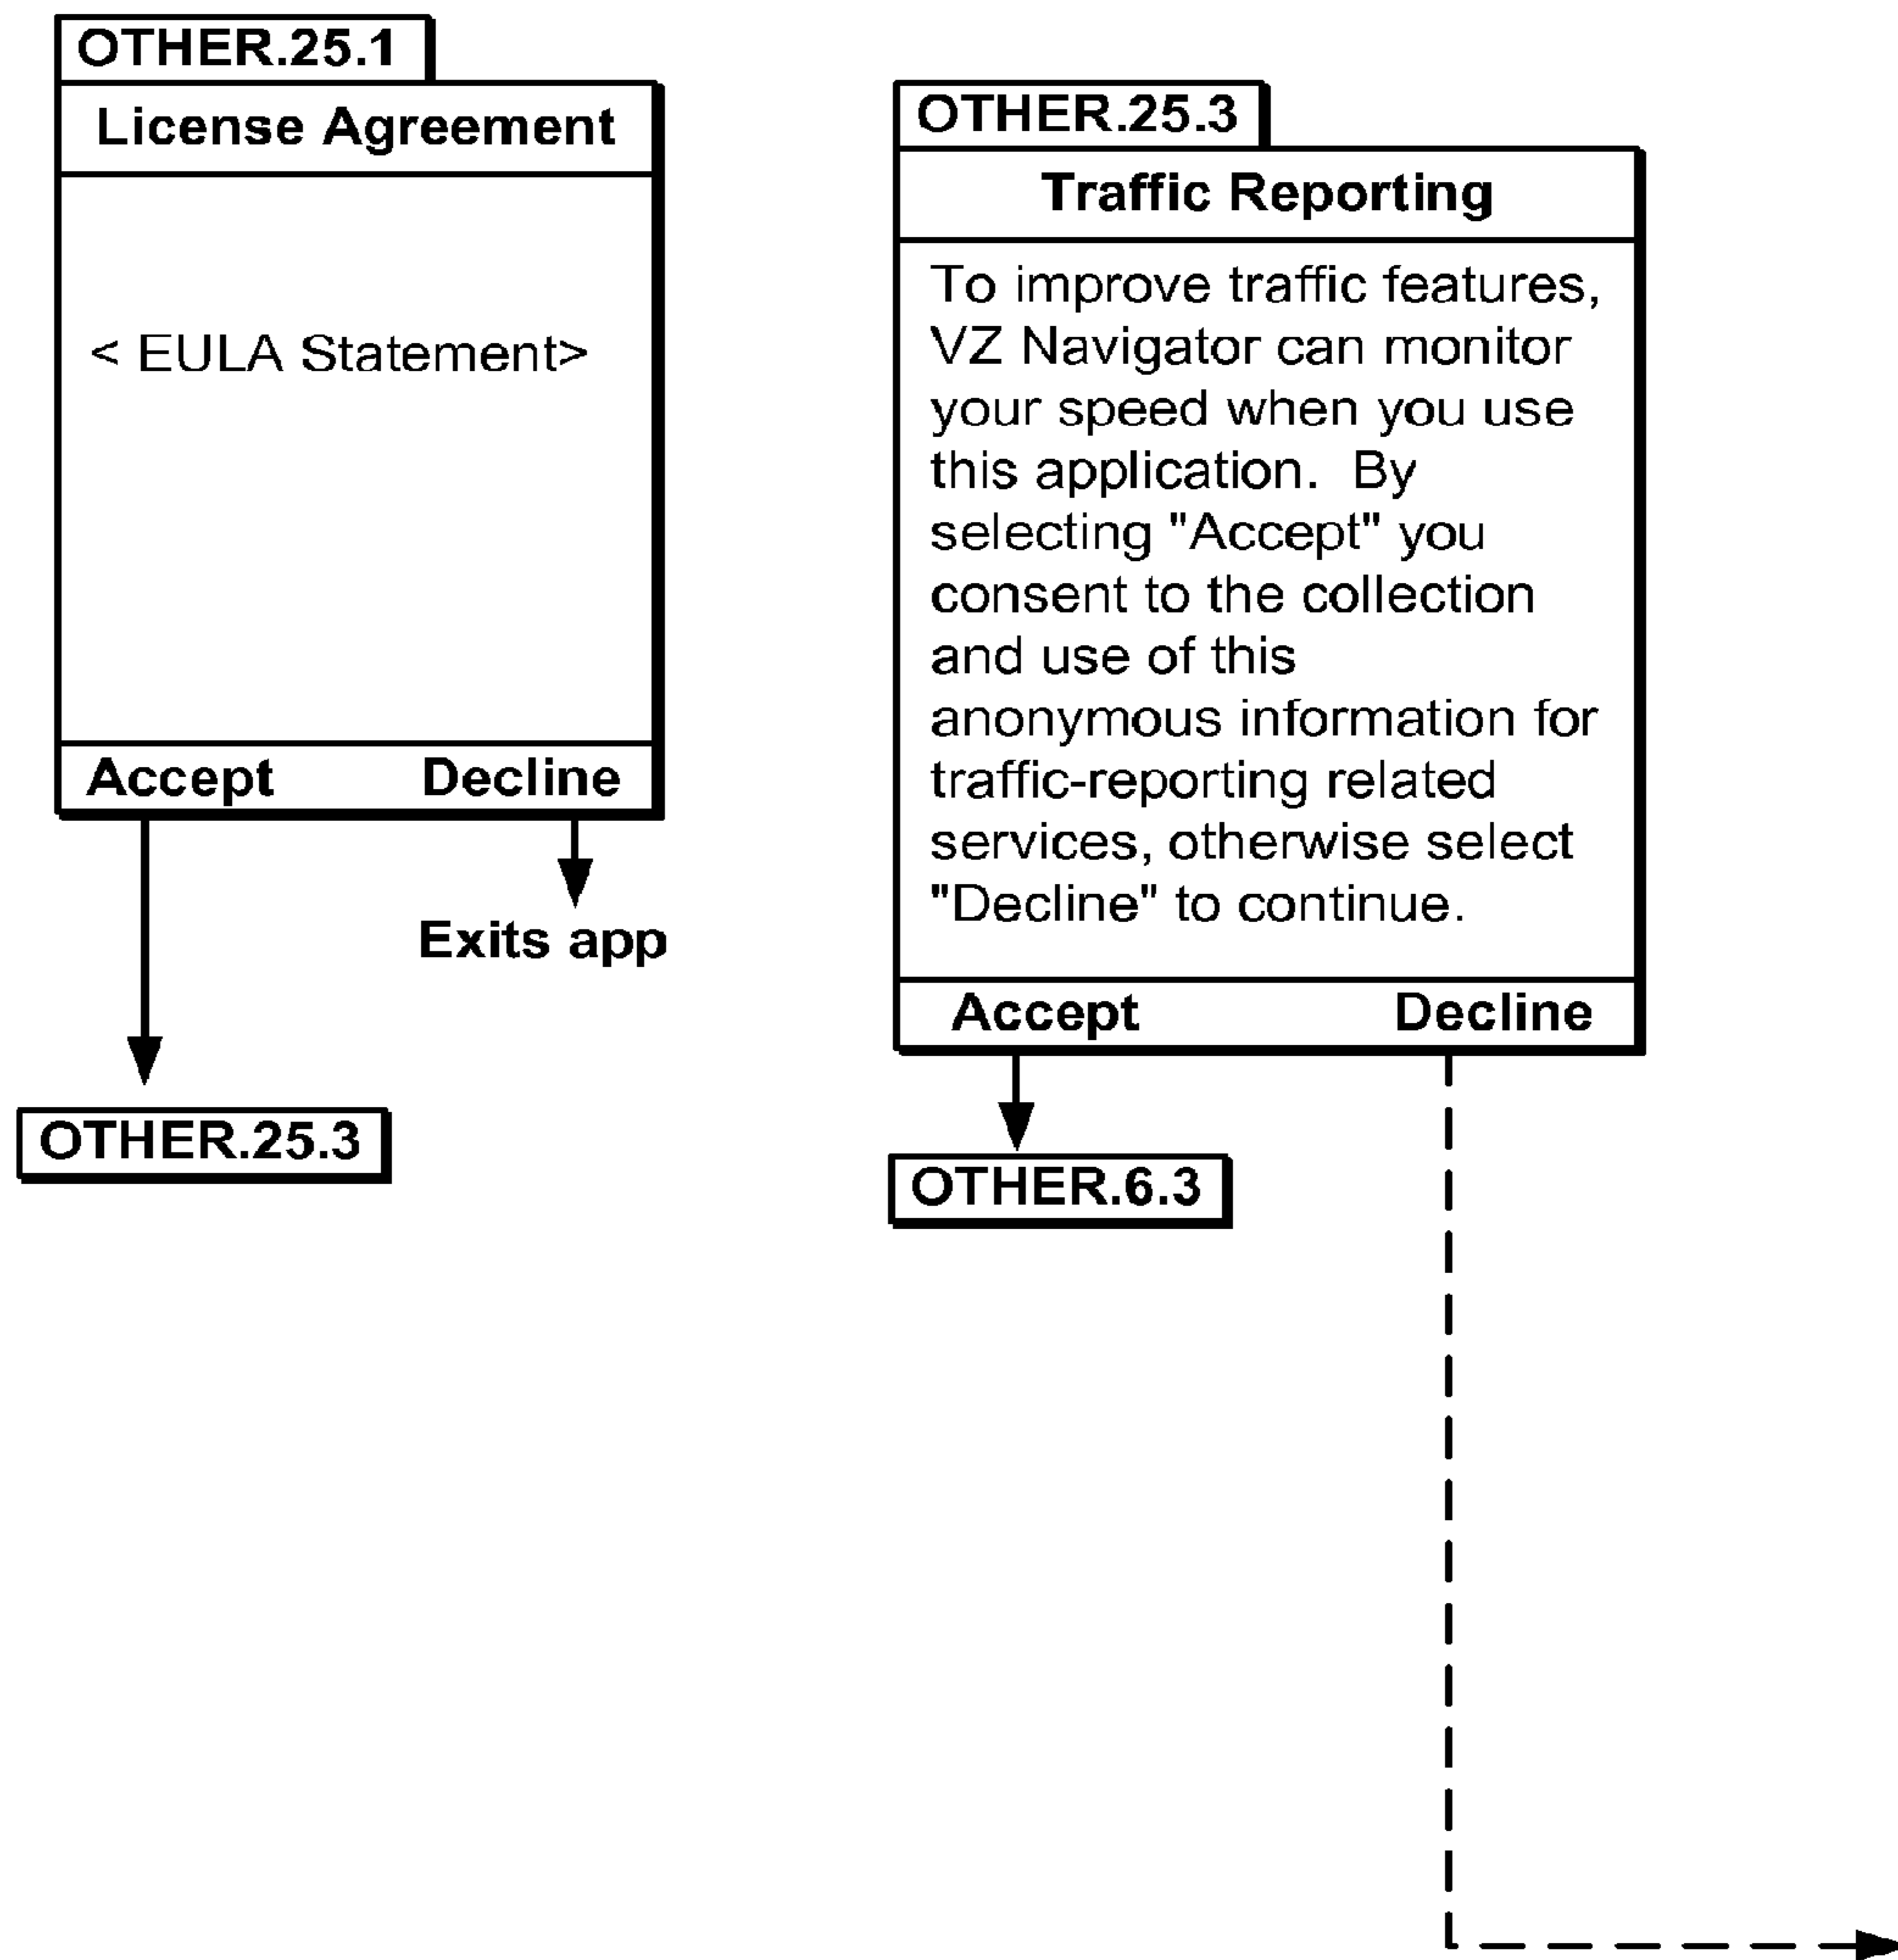 OTHER.25.1
License Agreement
< EULA Statement>
Accept Decline
Exits app
OTHER.25.3
OTHER.25.3
Traffic Reporting
To improve traffic features,
VZ Navigator can monitor
your speed when you use
this application.  By
selecting "Accept" you
consent to the collection
and use of this
anonymous information for
traffic-reporting related
services, otherwise select
"Decline" to continue.
Accept Decline
OTHER.6.3